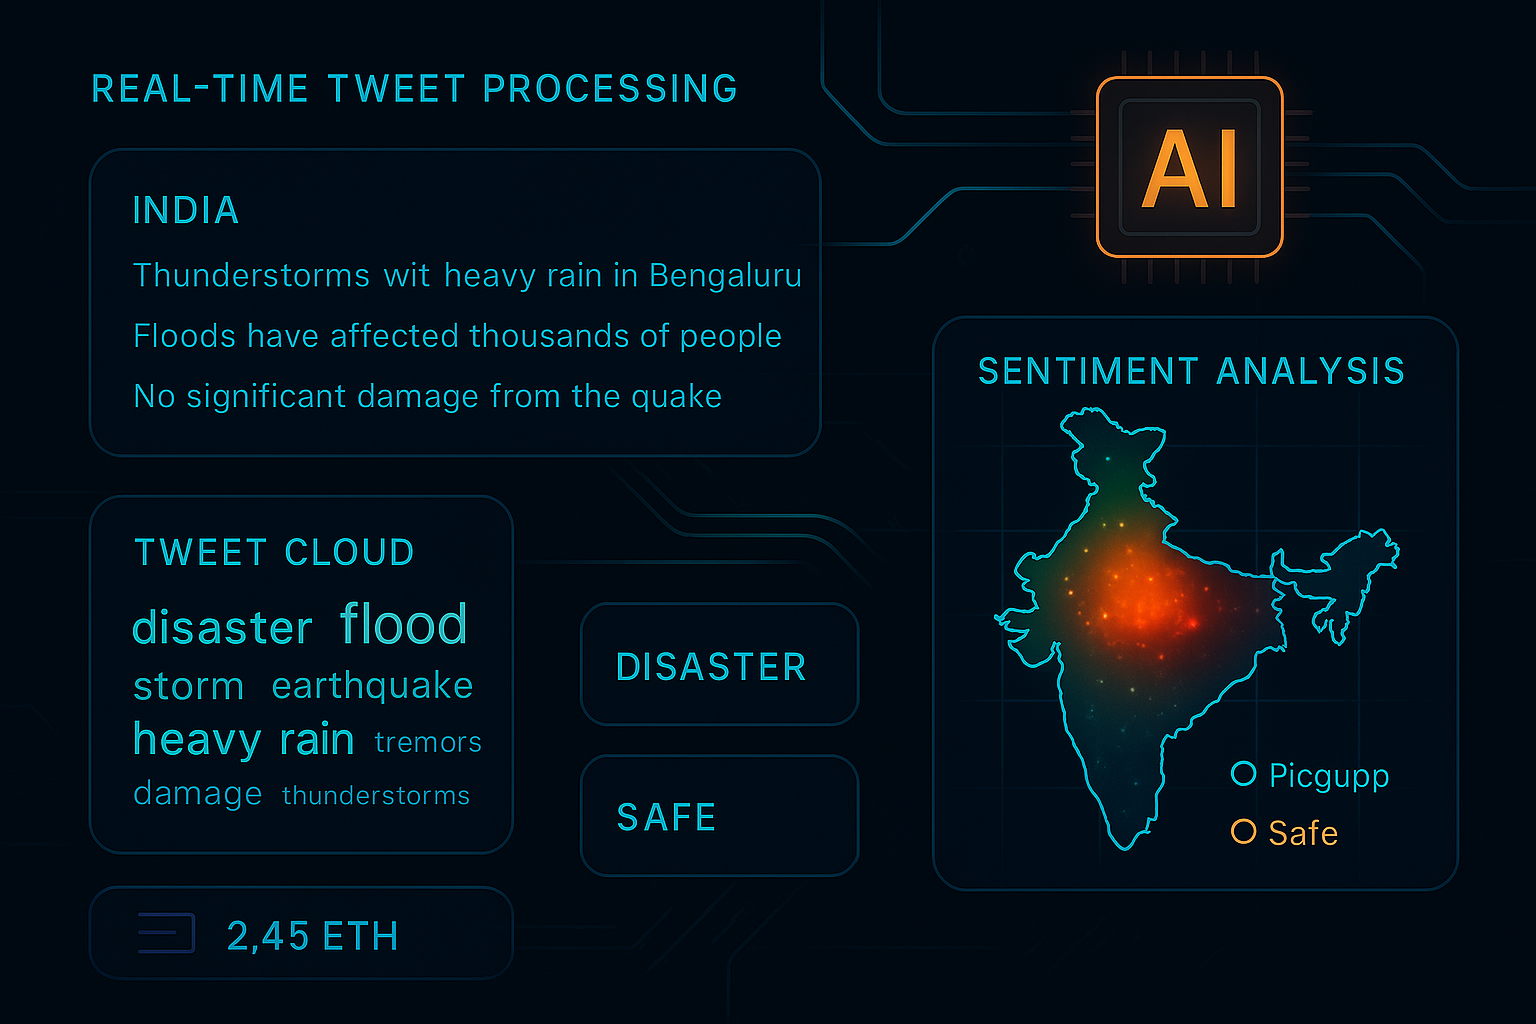 REAL-TIME TWEET PROCESSING
AI
INDIA
Thunderstorms wit heavy rain in Bengaluru
Floods have affected thousands of people
No significant damage from the quake
SENTIMENT ANALYSIS
Picgupp
Safe
TWEET CLOUD
disaster flood
storm earthquake
heavy rain tremors
damage thunderstorms
DISASTER
SAFE
2,45 ETH